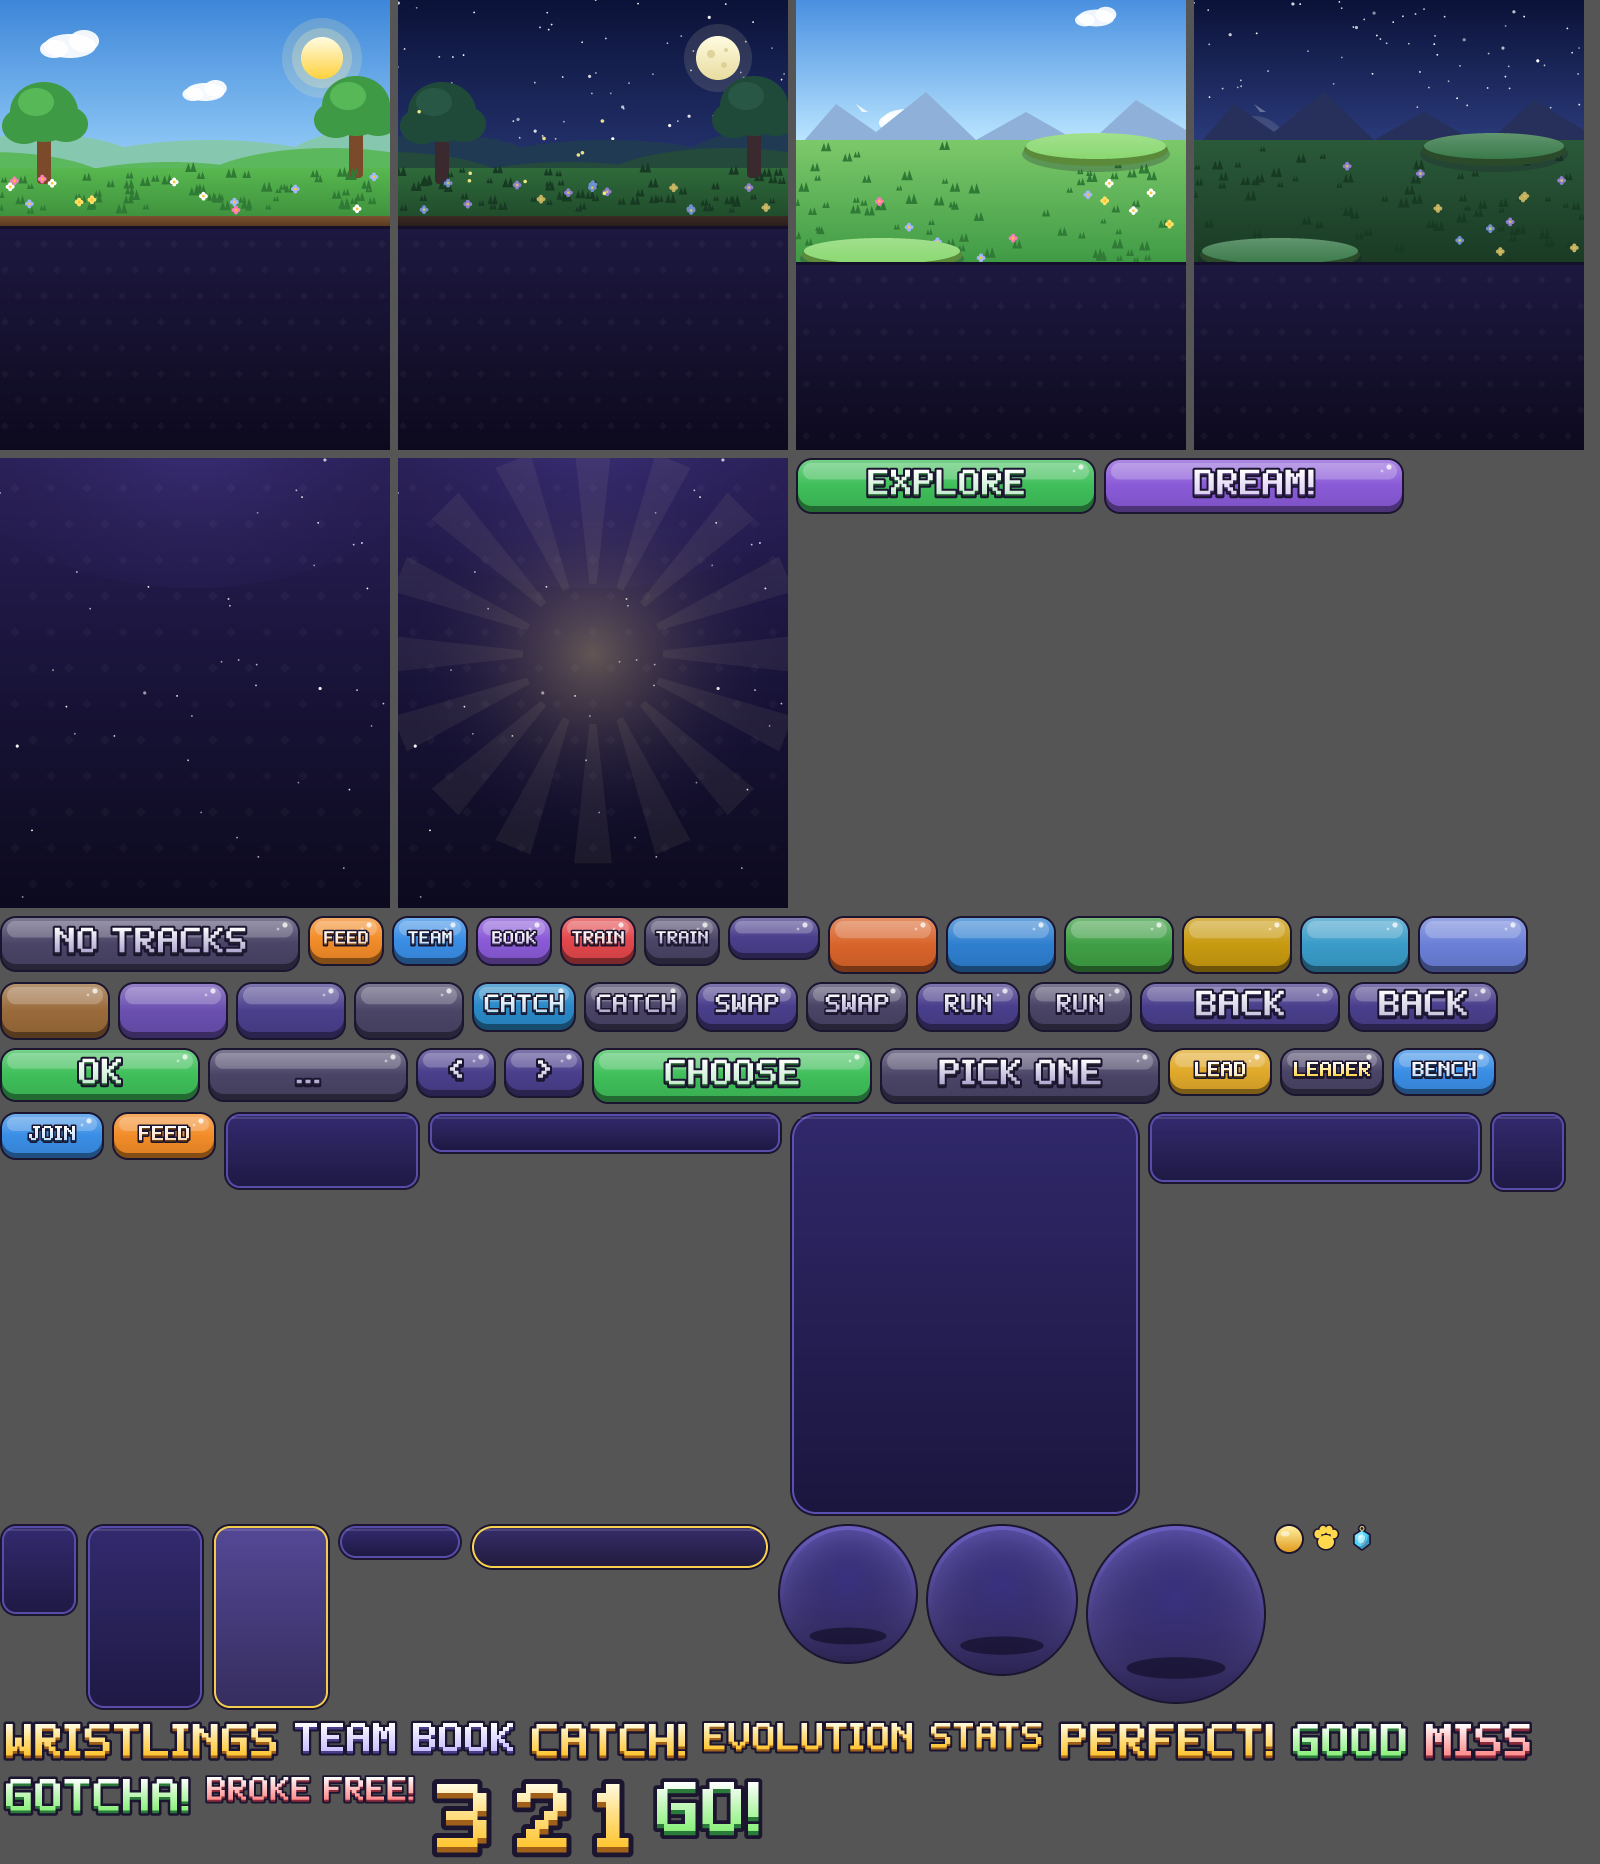 EXPLORE DREAM!
NO TRACKS FEED TEAM BOOK TRAIN TRAIN
CATCH CATCH SWAP SWAP RUN RUN BACK BACK
OK ... < > CHOOSE PICK ONE LEAD LEADER BENCH
JOIN FEED
WRISTLINGS TEAM BOOK CATCH! EVOLUTION STATS PERFECT! GOOD MISS
GOTCHA! BROKE FREE! 3 2 1 GO!